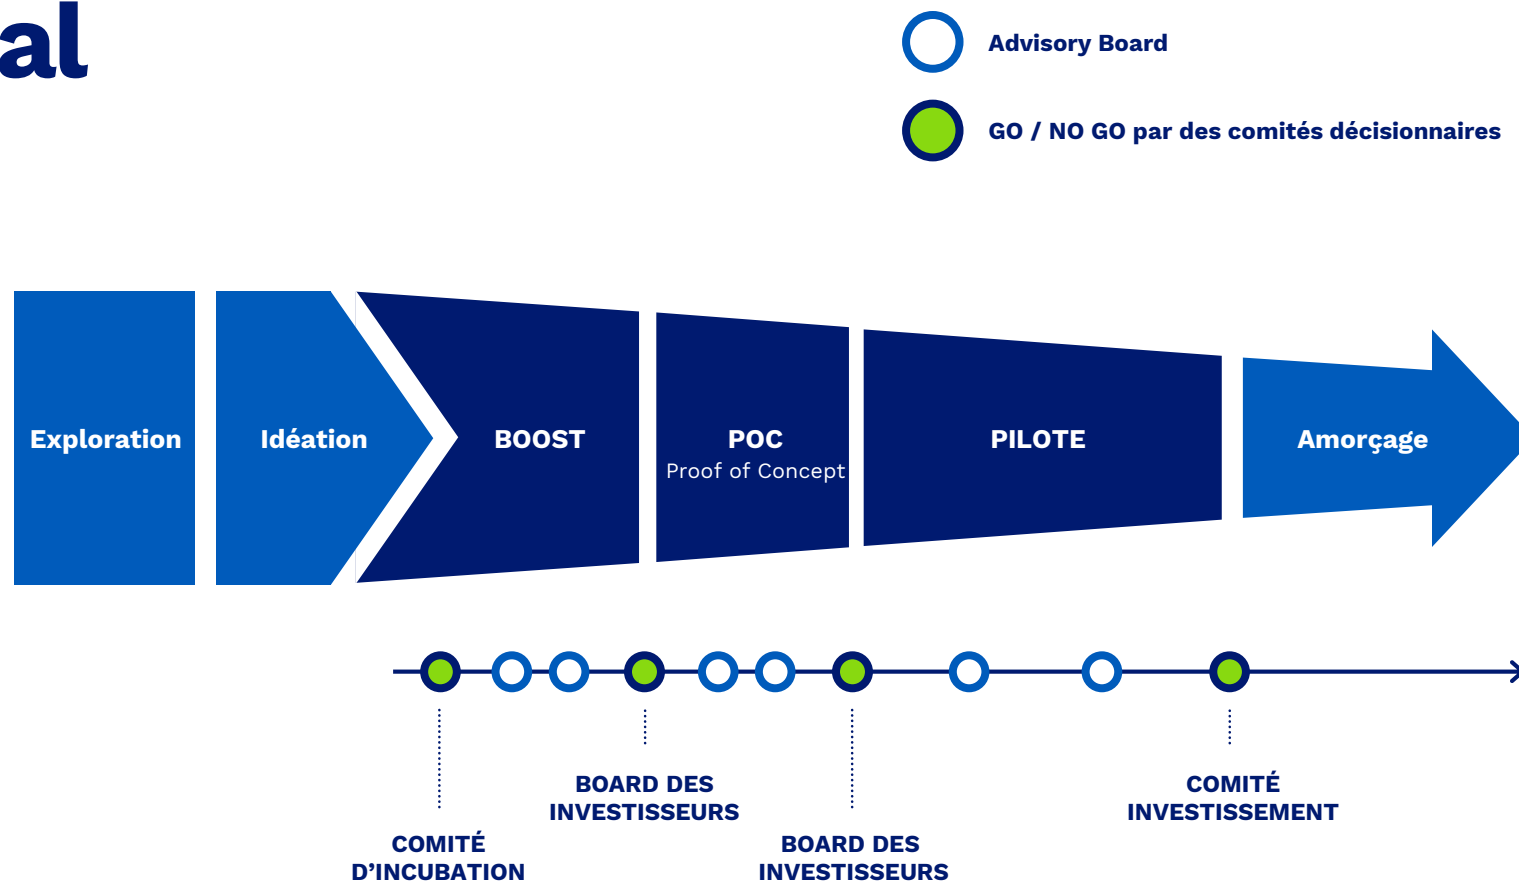 al
Advisory Board
GO / NO GO par des comités décisionnaires
Exploration
Idéation
BOOST
POC
Proof of Concept
PILOTE
Amorçage
BOARD DES
INVESTISSEURS
COMITÉ
INVESTISSEMENT
COMITÉ
D’INCUBATION
BOARD DES
INVESTISSEURS